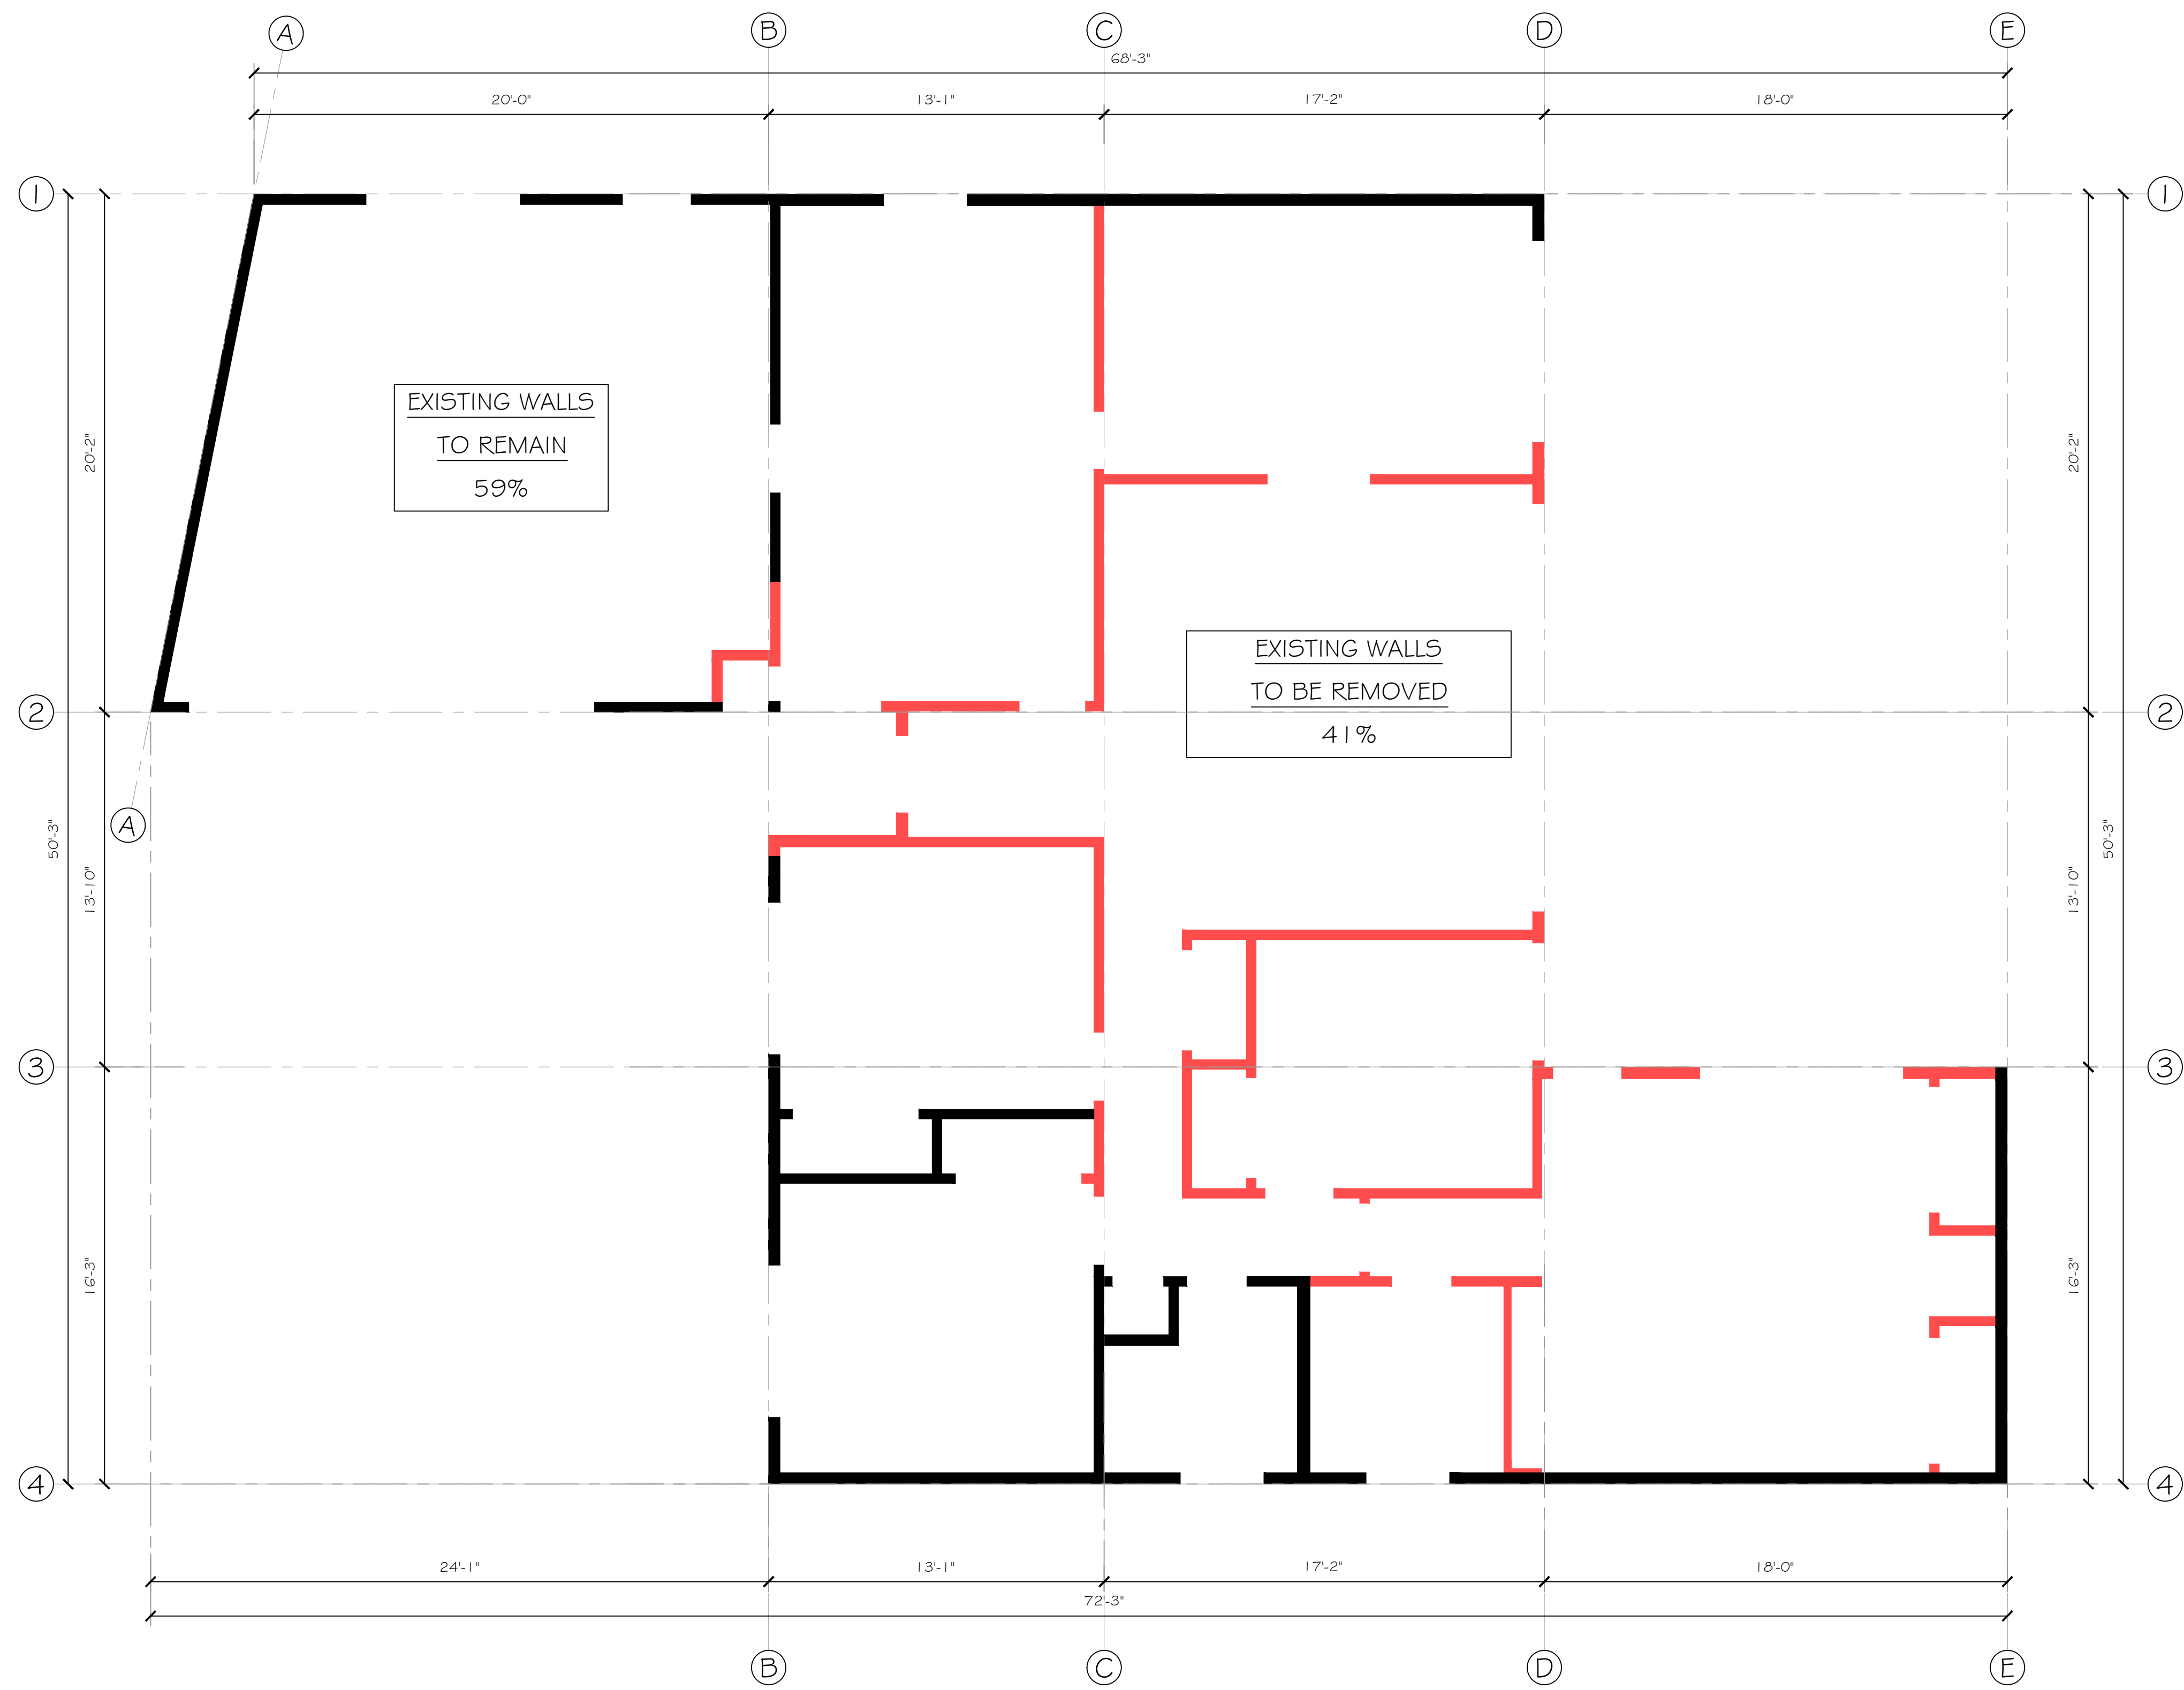 A
B
C
D
E
68'-3"
20'-0"
13'-1"
17'-2"
18'-0"
1
1
EXISTING WALLS
TO REMAIN
59%
20'-2"
20'-2"
EXISTING WALLS
TO BE REMOVED
41%
2
2
A
50'-3"
50'-3"
13'-10"
13'-10"
3
3
16'-3"
16'-3"
4
4
24'-1"
13'-1"
17'-2"
18'-0"
72'-3"
B
C
D
E